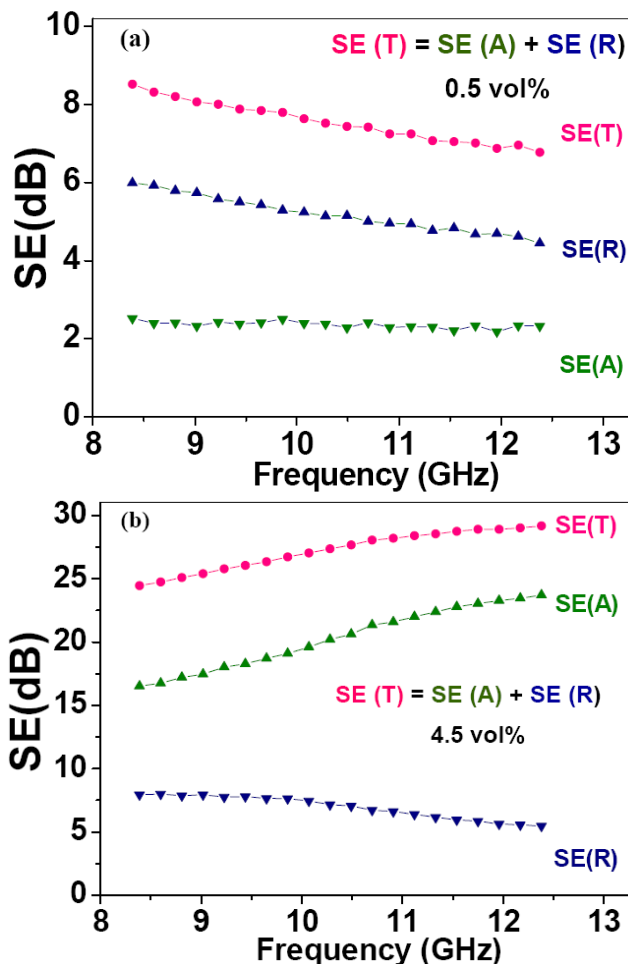 (a)
SE (T) = SE (A) + SE (R)
0.5 vol%
10
8
6
4
2
0
SE(dB)
SE(T)
SE(R)
SE(A)
8 9 10 11 12 13
Frequency (GHz)
(b)
30
25
20
15
10
5
0
SE(dB)
SE(T)
SE(A)
SE (T) = SE (A) + SE (R)
4.5 vol%
SE(R)
8 9 10 11 12 13
Frequency (GHz)